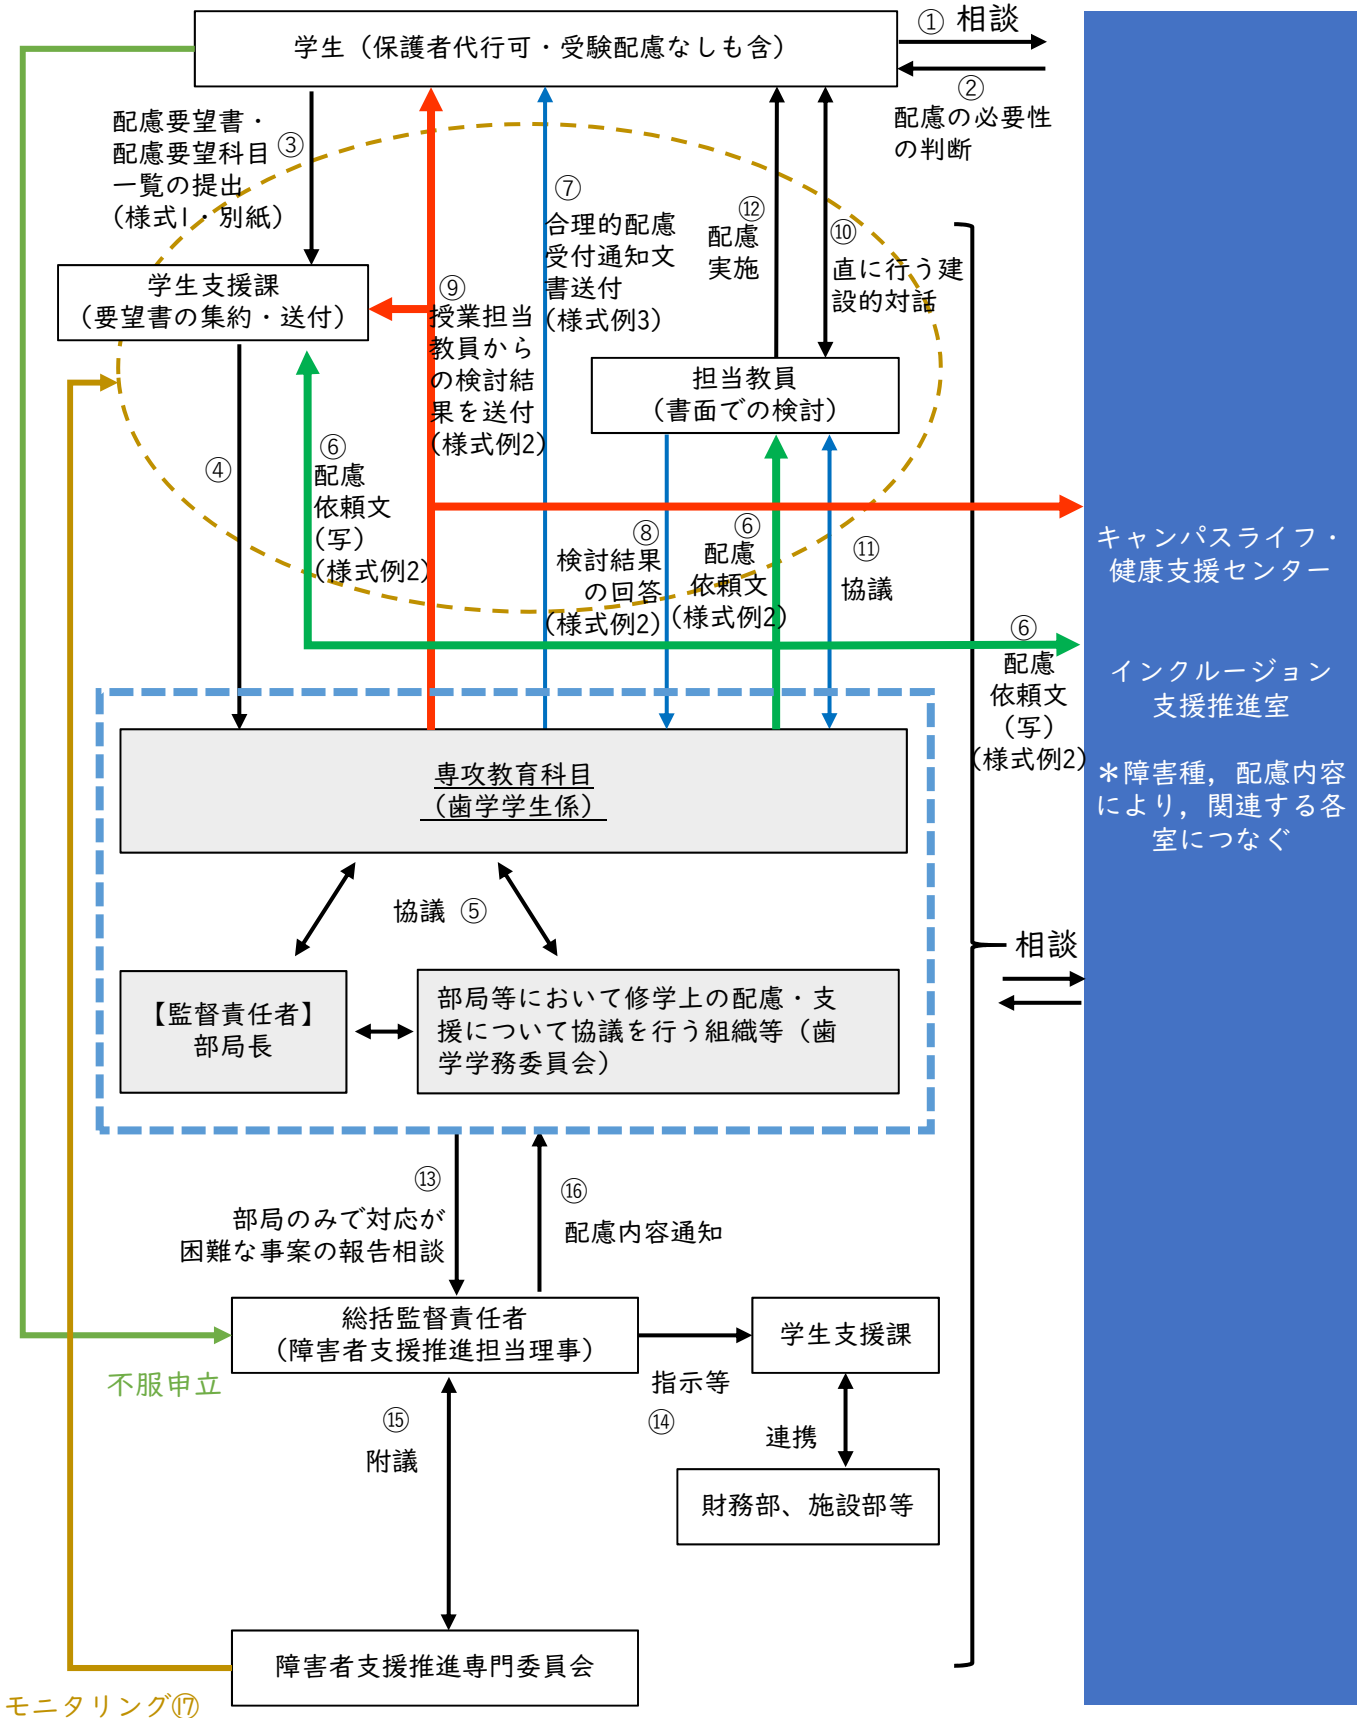 学生（保護者代行可・受験配慮なしも含）
① 相談
②
配慮の必要性
の判断
配慮要望書・
配慮要望科目
一覧の提出
(様式1・別紙)
③
学生支援課
（要望書の集約・送付）
⑨
授業担当
教員から
の検討結
果を送付
(様式例2)
⑦
合理的配慮
受付通知文
書送付
(様式例3)
⑫
配慮
実施
⑩
直に行う建
設的対話
担当教員
（書面での検討）
④
⑥
配慮
依頼文
(写)
(様式例2)
⑧
検討結果
の回答
(様式例2)
⑥
配慮
依頼文
(様式例2)
⑪
協議
⑥
配慮
依頼文
(写)
(様式例2)
キャンパスライフ・
健康支援センター
インクルージョン
支援推進室
＊障害種，配慮内容
により，関連する各
室につなぐ
専攻教育科目
（歯学学生係）
協議 ⑤
【監督責任者】
部局長
部局等において修学上の配慮・支
援について協議を行う組織等（歯
学学務委員会）
相談
⑬
部局のみで対応が
困難な事案の報告相談
⑯
配慮内容通知
総括監督責任者
（障害者支援推進担当理事）
学生支援課
不服申立
指示等
⑭
⑮
附議
連携
財務部、施設部等
障害者支援推進専門委員会
モニタリング⑰